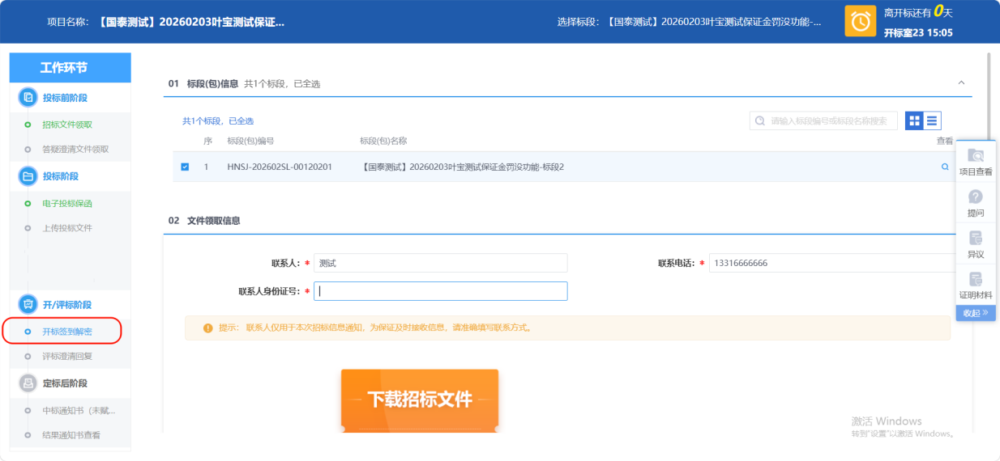 项目名称： 【国泰测试】20260203叶宝测试保证...
选择标段： 【国泰测试】20260203叶宝测试保证金罚没功能-...
离开标还有0天
开标室23 15:05
工作环节
投标前阶段
招标文件领取
答疑澄清文件领取
投标阶段
电子投标保函
上传投标文件
开/评标阶段
开标签到解密
评标澄清回复
定标后阶段
中标通知书（未赋...
结果通知书查看
01 标段(包)信息 共1个标段，已全选
共1个标段，已全选
请输入标段编号或标段名称搜索
序 标段(包)编号 标段(包)名称 查看
1 HNSJ-202602SL-00120201 【国泰测试】20260203叶宝测试保证金罚没功能-标段2
02 文件领取信息
联系人： * 测试
联系电话： * 13316666666
联系人身份证号： *
提示： 联系人仅用于本次招标信息通知，为保证及时接收信息，请准确填写联系方式。
下载招标文件
项目查看
提问
异议
证明材料
收起 »
激活 Windows
转到"设置"以激活 Windows。